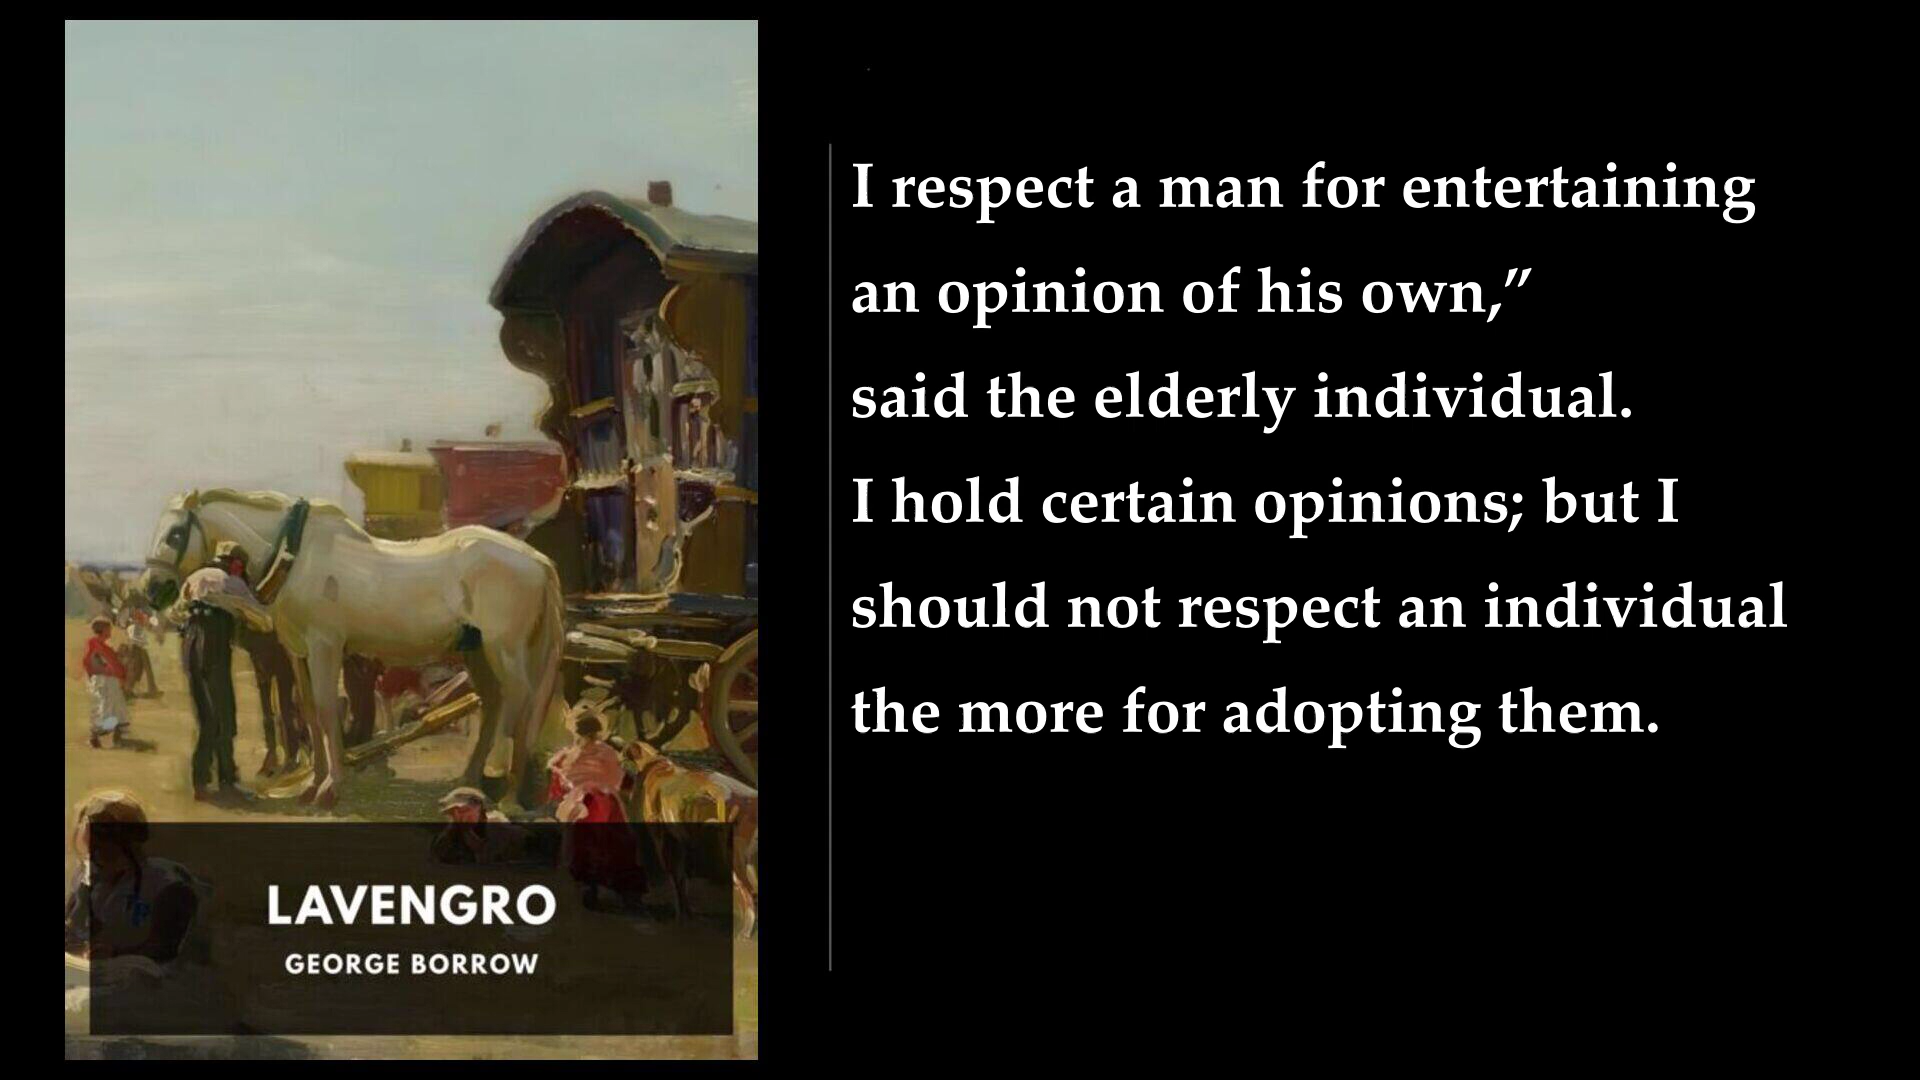 I respect a man for entertaining
an opinion of his own,”
said the elderly individual.
I hold certain opinions; but I
should not respect an individual
the more for adopting them.
LAVENGRO
GEORGE BORROW